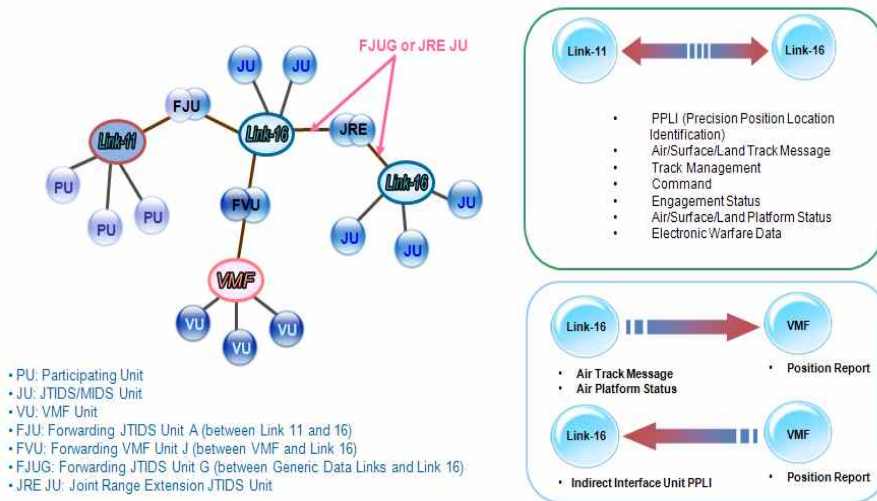 FJUG or JRE JU
JU
JU
FJU
Link-11
Link-16
JRE
Link-16
PU
PU
PU
FVU
JU
JU
JU
VMF
VU
VU
VU
• PU: Participating Unit
• JU: JTIDS/MIDS Unit
• VU: VMF Unit
• FJU: Forwarding JTIDS Unit A (between Link 11 and 16)
• FVU: Forwarding VMF Unit J (between VMF and Link 16)
• FJUG: Forwarding JTIDS Unit G (between Generic Data Links and Link 16)
• JRE JU: Joint Range Extension JTIDS Unit
Link-11
Link-16
• PPLI (Precision Position Location
Identification)
• Air/Surface/Land Track Message
• Track Management
• Command
• Engagement Status
• Air/Surface/Land Platform Status
• Electronic Warfare Data
Link-16
VMF
• Air Track Message
• Air Platform Status
• Position Report
Link-16
VMF
• Indirect Interface Unit PPLI
• Position Report